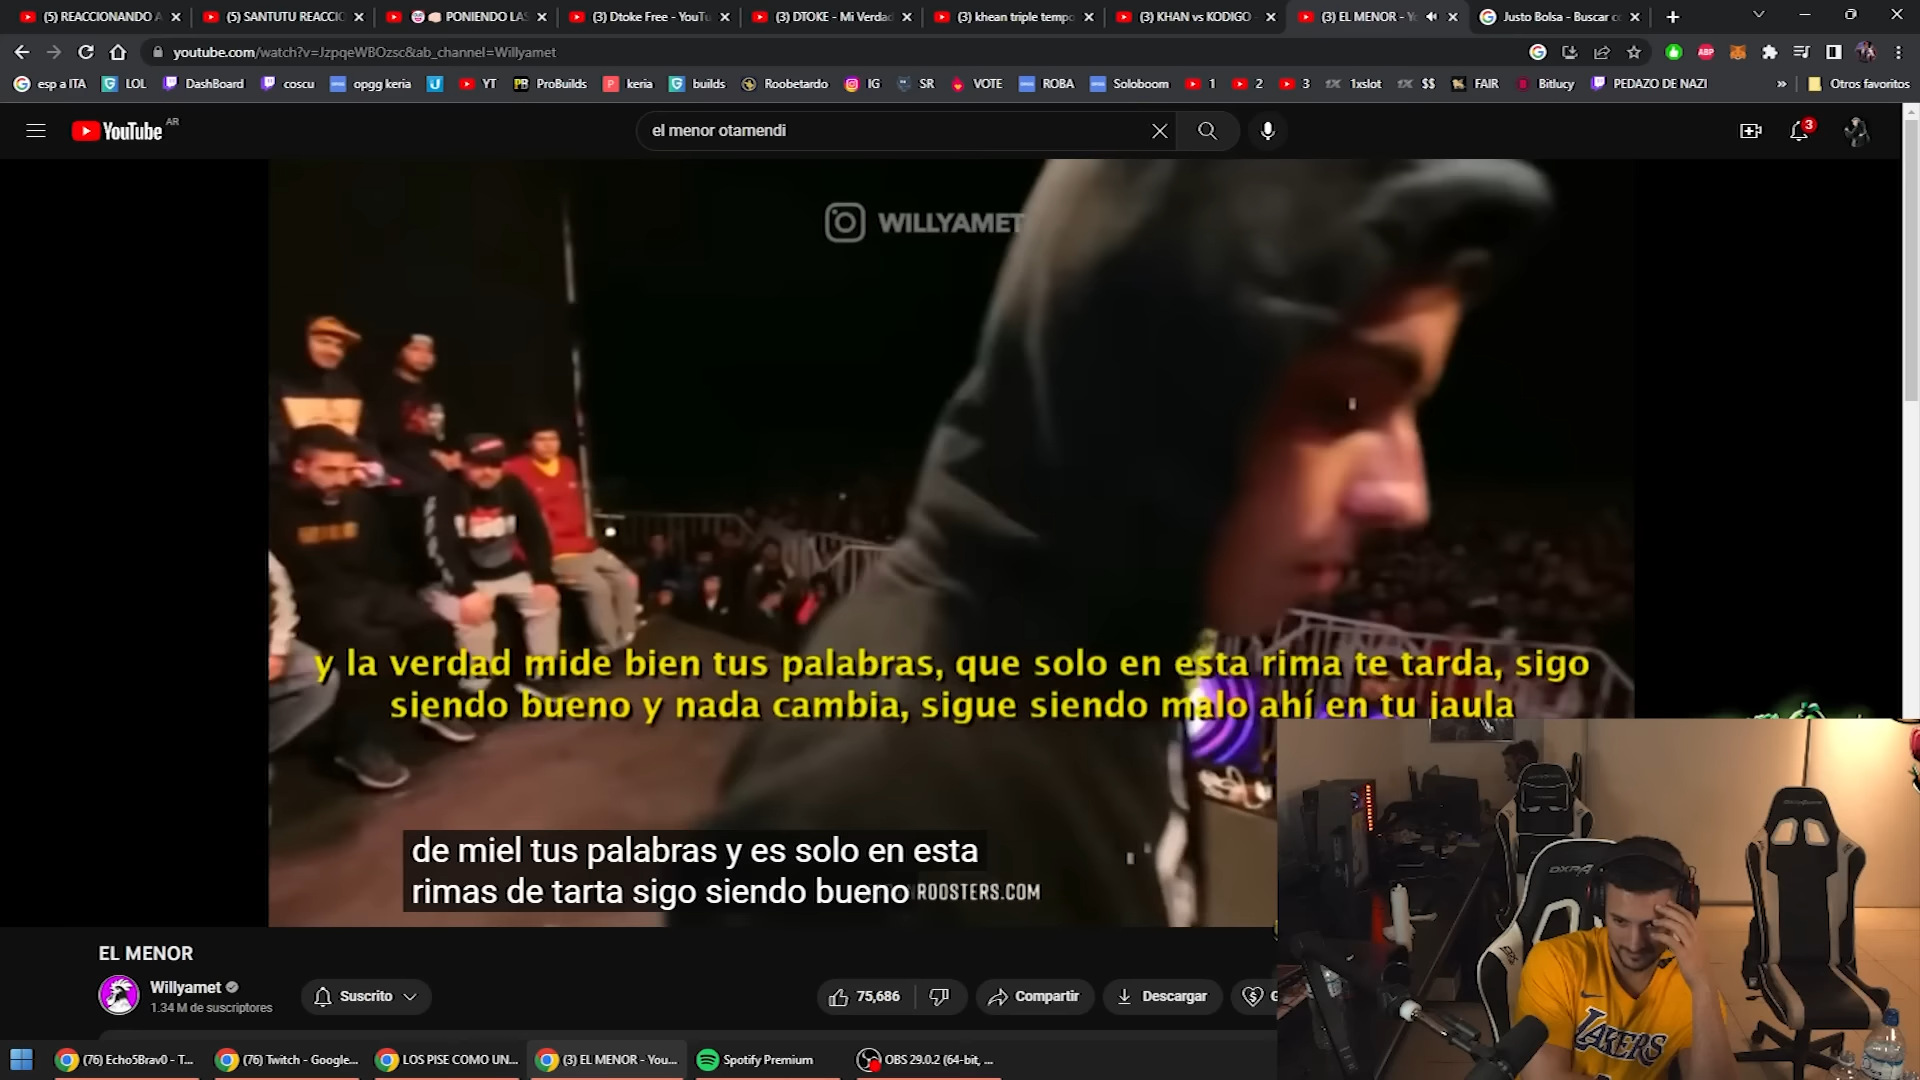 (5) REACCIONANDO A
(5) SANTUTU REACCIO
PONIENDO LAS
(3) Dtoke Free - YouTu
(3) DTOKE - Mi Verdad
(3) khean triple tempo
(3) KHAN vs KODIGO -
(3) EL MENOR - Yo
Justo Bolsa - Buscar co
youtube.com/watch?v=JzpqeWBOzsc&ab_channel=Willyamet
esp a ITA
LOL
DashBoard
coscu
opgg keria
YT
ProBuilds
keria
builds
Roobetardo
IG
SR
VOTE
ROBA
Soloboom
1
2
3
1xslot
$$
FAIR
Bitlucy
PEDAZO DE NAZI
»
Otros favoritos
YouTube AR
el menor otamendi
3
WILLYAMET
y la verdad mide bien tus palabras, que solo en esta rima te tarda, sigo
siendo bueno y nada cambia, sigue siendo malo ahí en tu jaula
de miel tus palabras y es solo en esta
rimas de tarta sigo siendo bueno
ROOSTERS.COM
EL MENOR
Willyamet
1.34 M de suscriptores
Suscrito
75,686
Compartir
Descargar
G
DXRA
LAKERS
(76) Echo5Brav0 - T...
(76) Twitch - Google...
LOS PISE COMO UN...
(3) EL MENOR - You...
Spotify Premium
OBS 29.0.2 (64-bit, ...